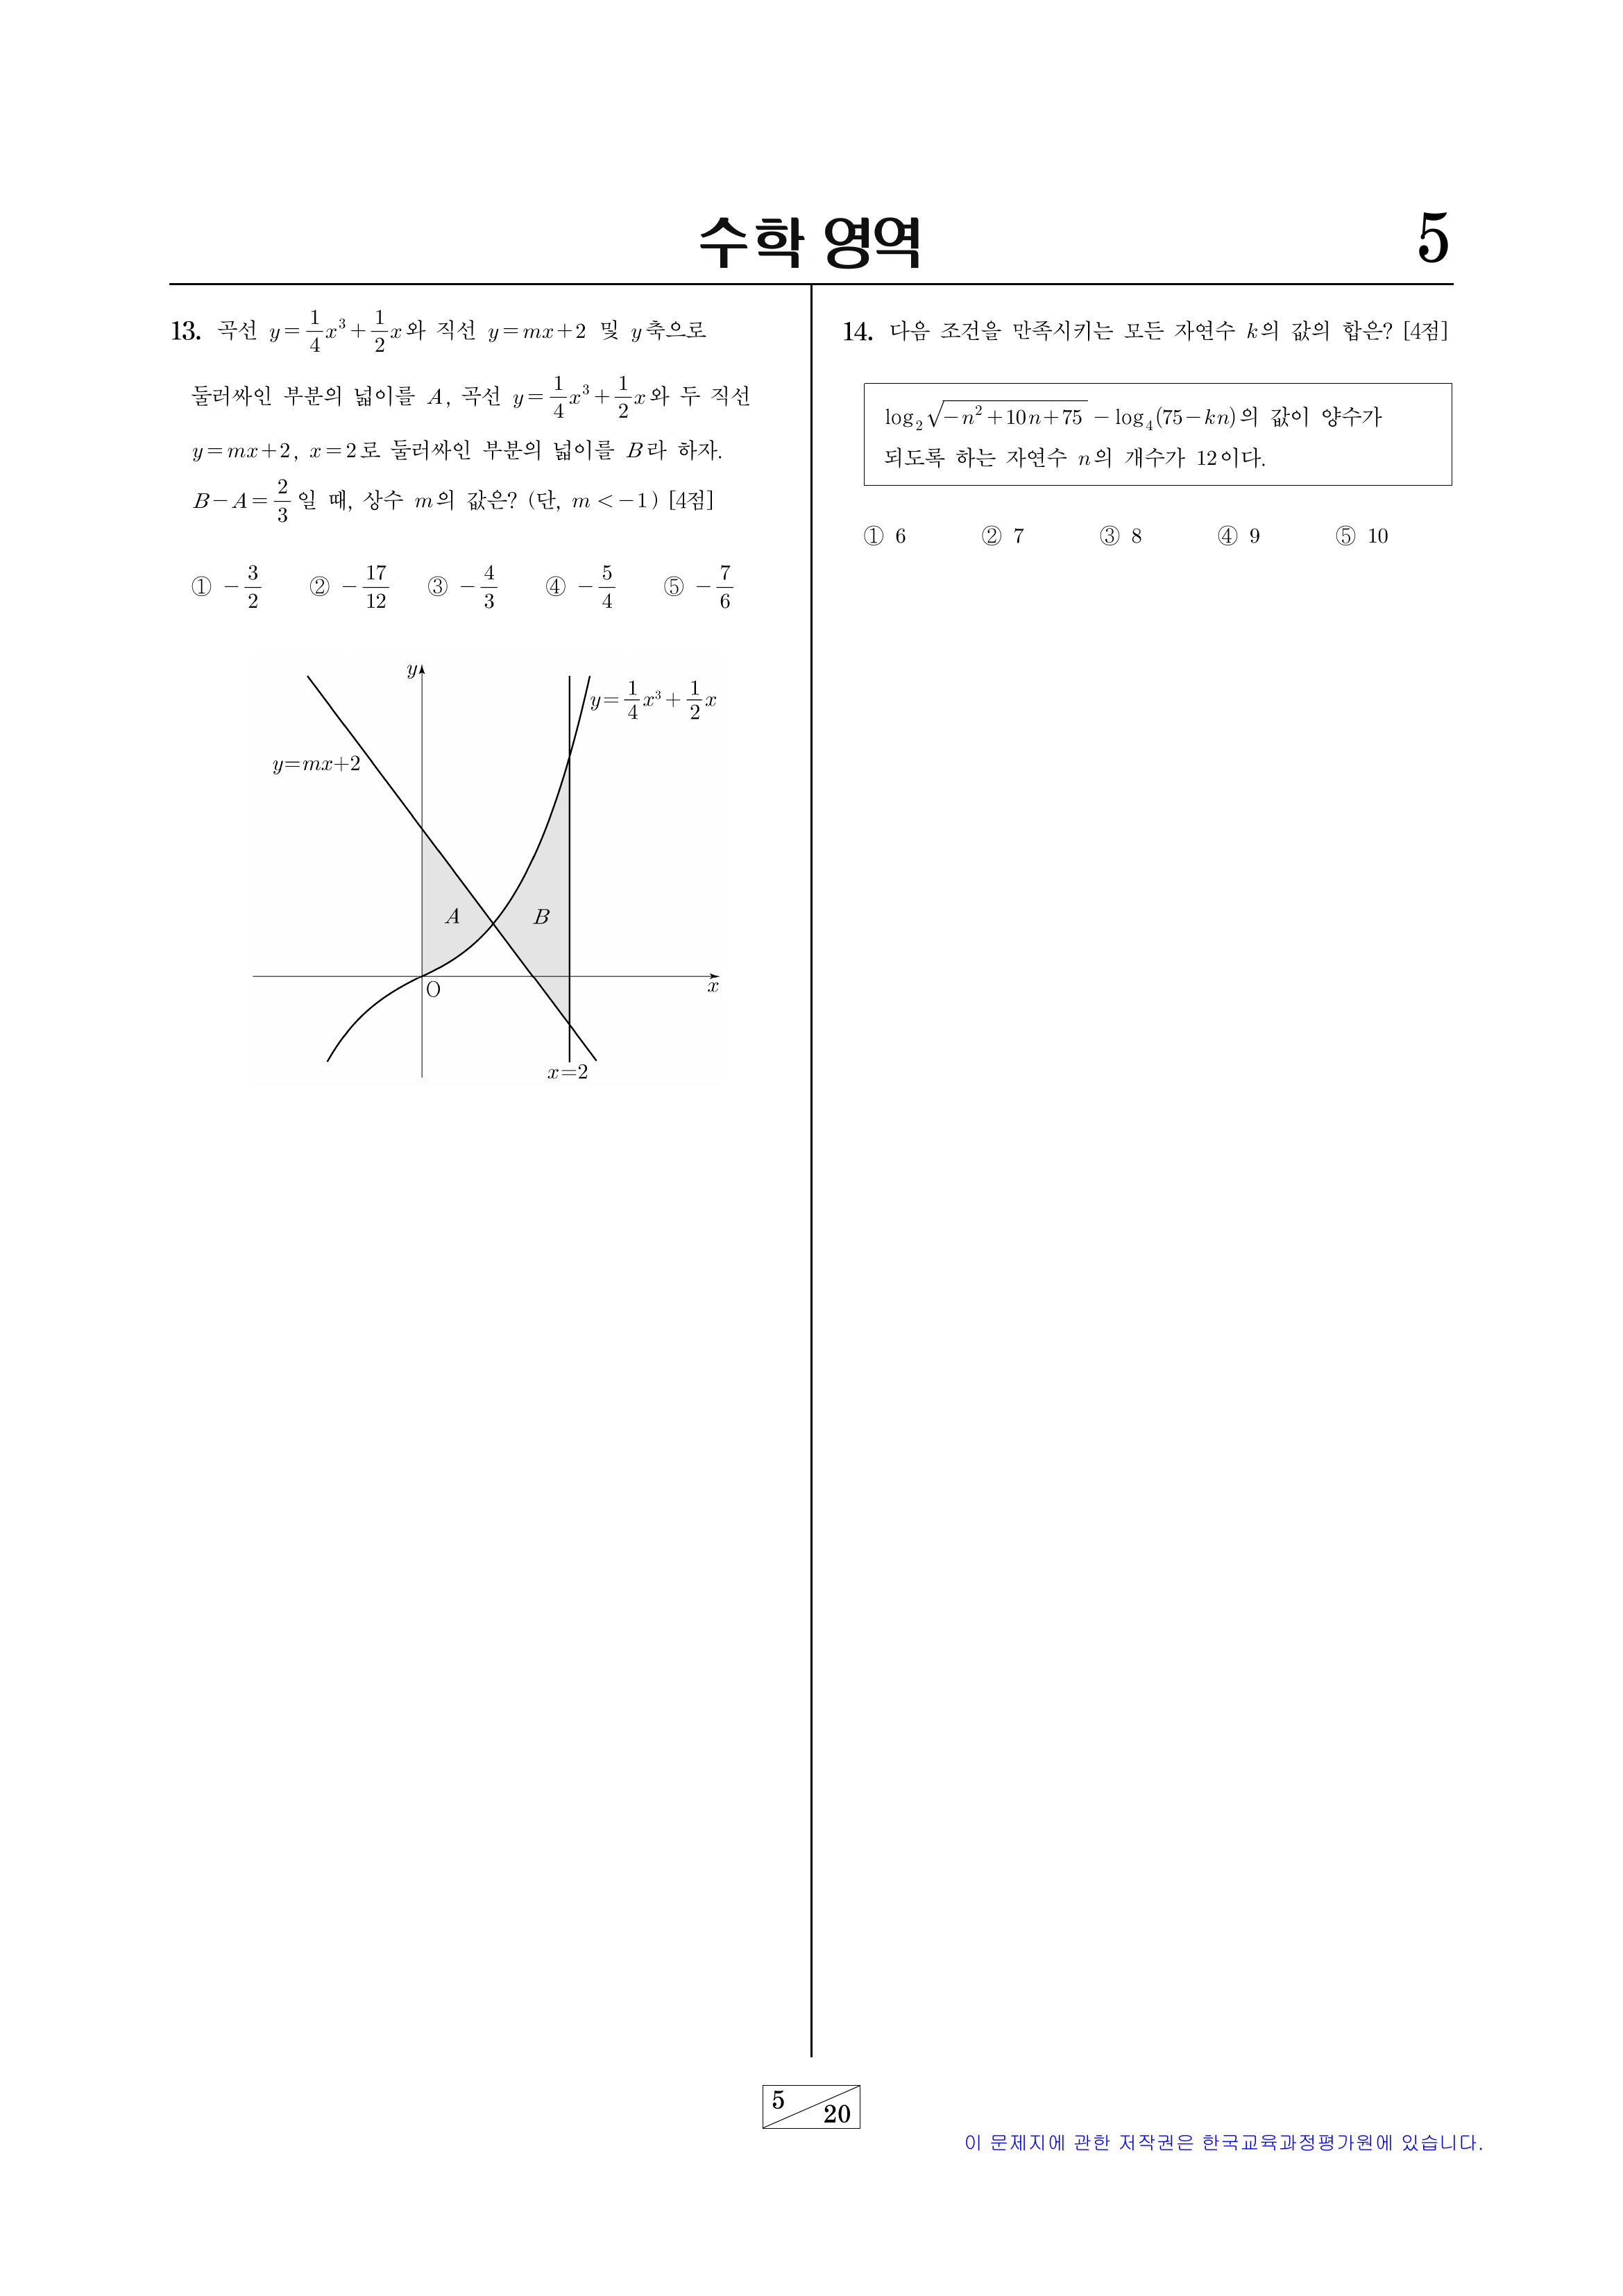 수학 영역
5
13. 곡선 y=\frac{1}{4}x^3+\frac{1}{2}x와 직선 y=mx+2 및 y축으로
둘러싸인 부분의 넓이를 A, 곡선 y=\frac{1}{4}x^3+\frac{1}{2}x와 두 직선
y=mx+2, x=2로 둘러싸인 부분의 넓이를 B라 하자.
B-A=\frac{2}{3}일 때, 상수 m의 값은? (단, m<-1) [4점]
① -\frac{3}{2} ② -\frac{17}{12} ③ -\frac{4}{3} ④ -\frac{5}{4} ⑤ -\frac{7}{6}
y
y=\frac{1}{4}x^3+\frac{1}{2}x
y=mx+2
A
B
O
x
x=2
14. 다음 조건을 만족시키는 모든 자연수 k의 값의 합은? [4점]
log_2 \sqrt{-n^2+10n+75} - log_4 (75-kn)의 값이 양수가
되도록 하는 자연수 n의 개수가 12이다.
① 6 ② 7 ③ 8 ④ 9 ⑤ 10
5
20
이 문제지에 관한 저작권은 한국교육과정평가원에 있습니다.